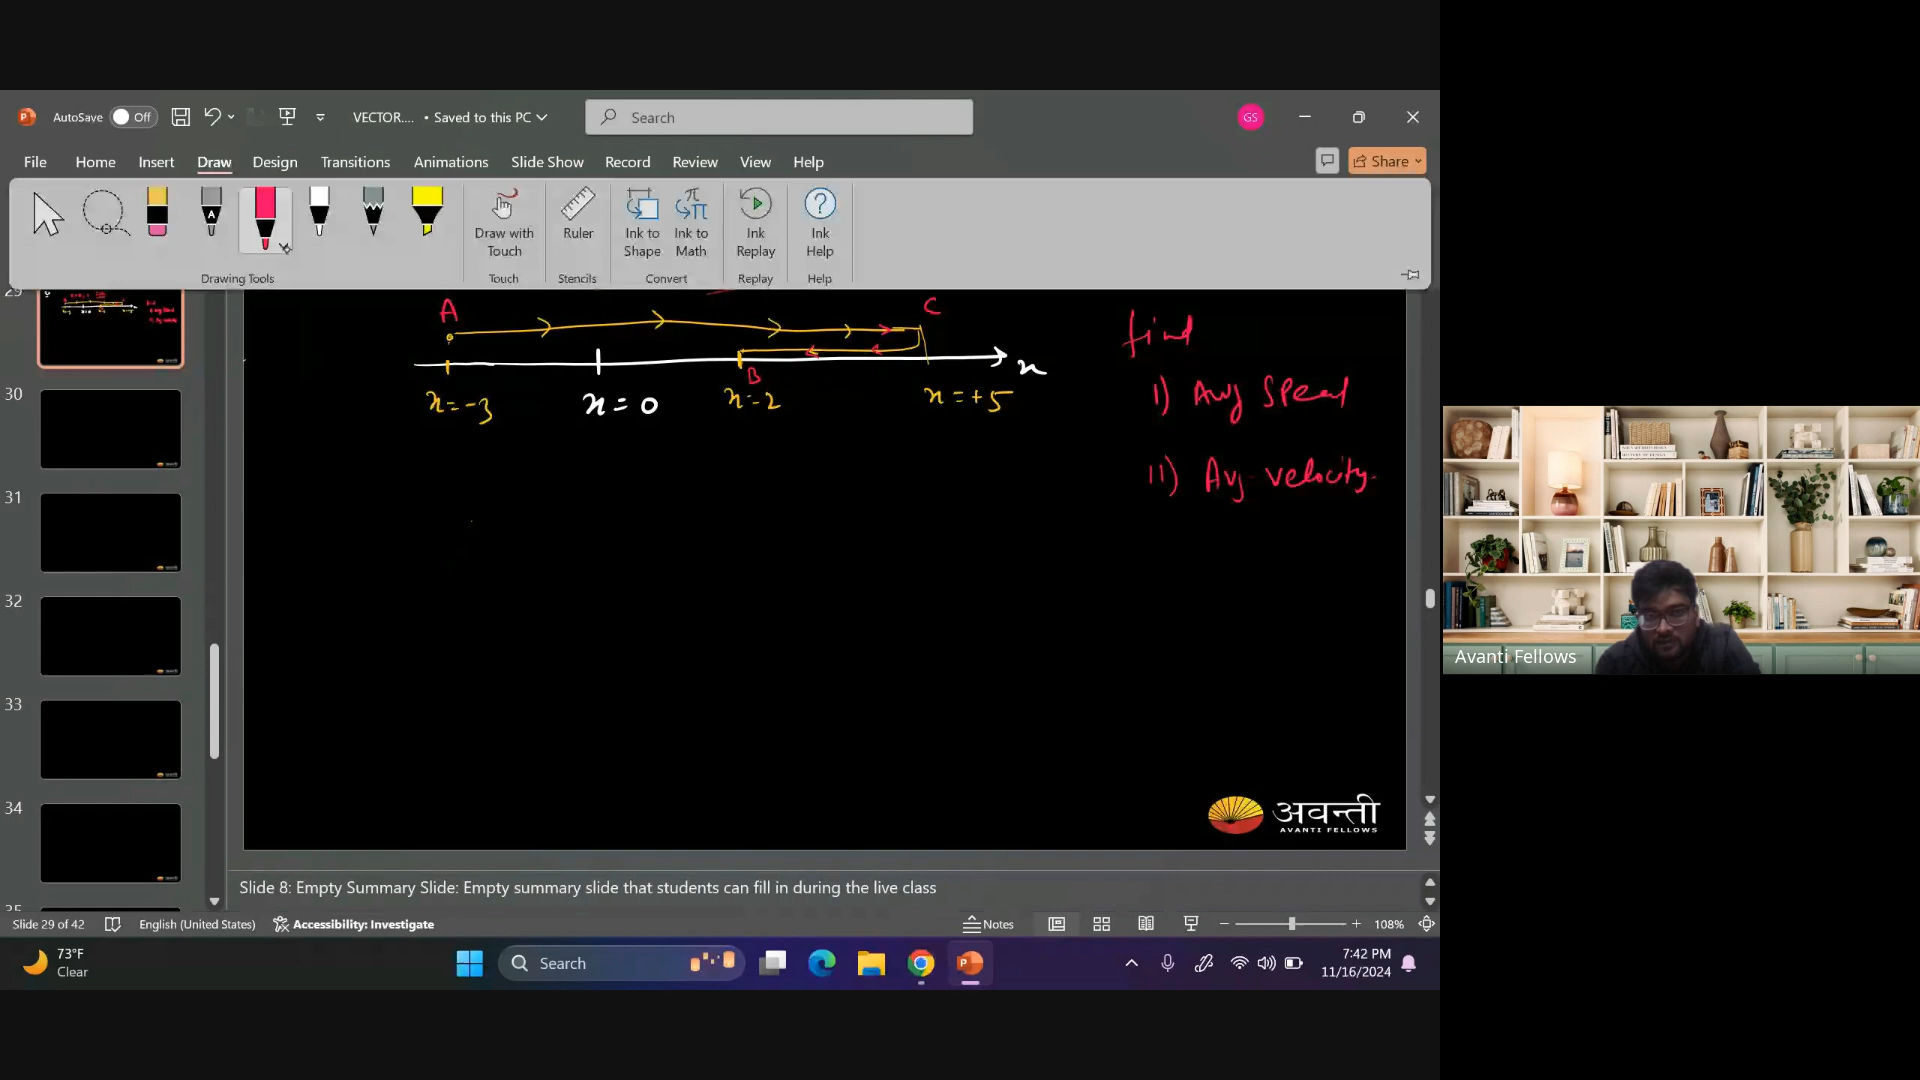 AutoSave Off VECTOR.... • Saved to this PC Search GS
File Home Insert Draw Design Transitions Animations Slide Show Record Review View Help Share
Draw with Touch Ruler Ink to Shape Ink to Math Ink Replay Ink Help
Drawing Tools Touch Stencils Convert Replay Help
29
30
31
32
33
34
35
A C
B
x
x=-3 x=0 x=2 x=+5
find
i) Avg Speed
ii) Avg velocity.
अवन्ती
AVANTI FELLOWS
Avanti Fellows
Slide 8: Empty Summary Slide: Empty summary slide that students can fill in during the live class
Slide 29 of 42 English (United States) Accessibility: Investigate Notes 108%
73°F
Clear
Search
7:42 PM
11/16/2024